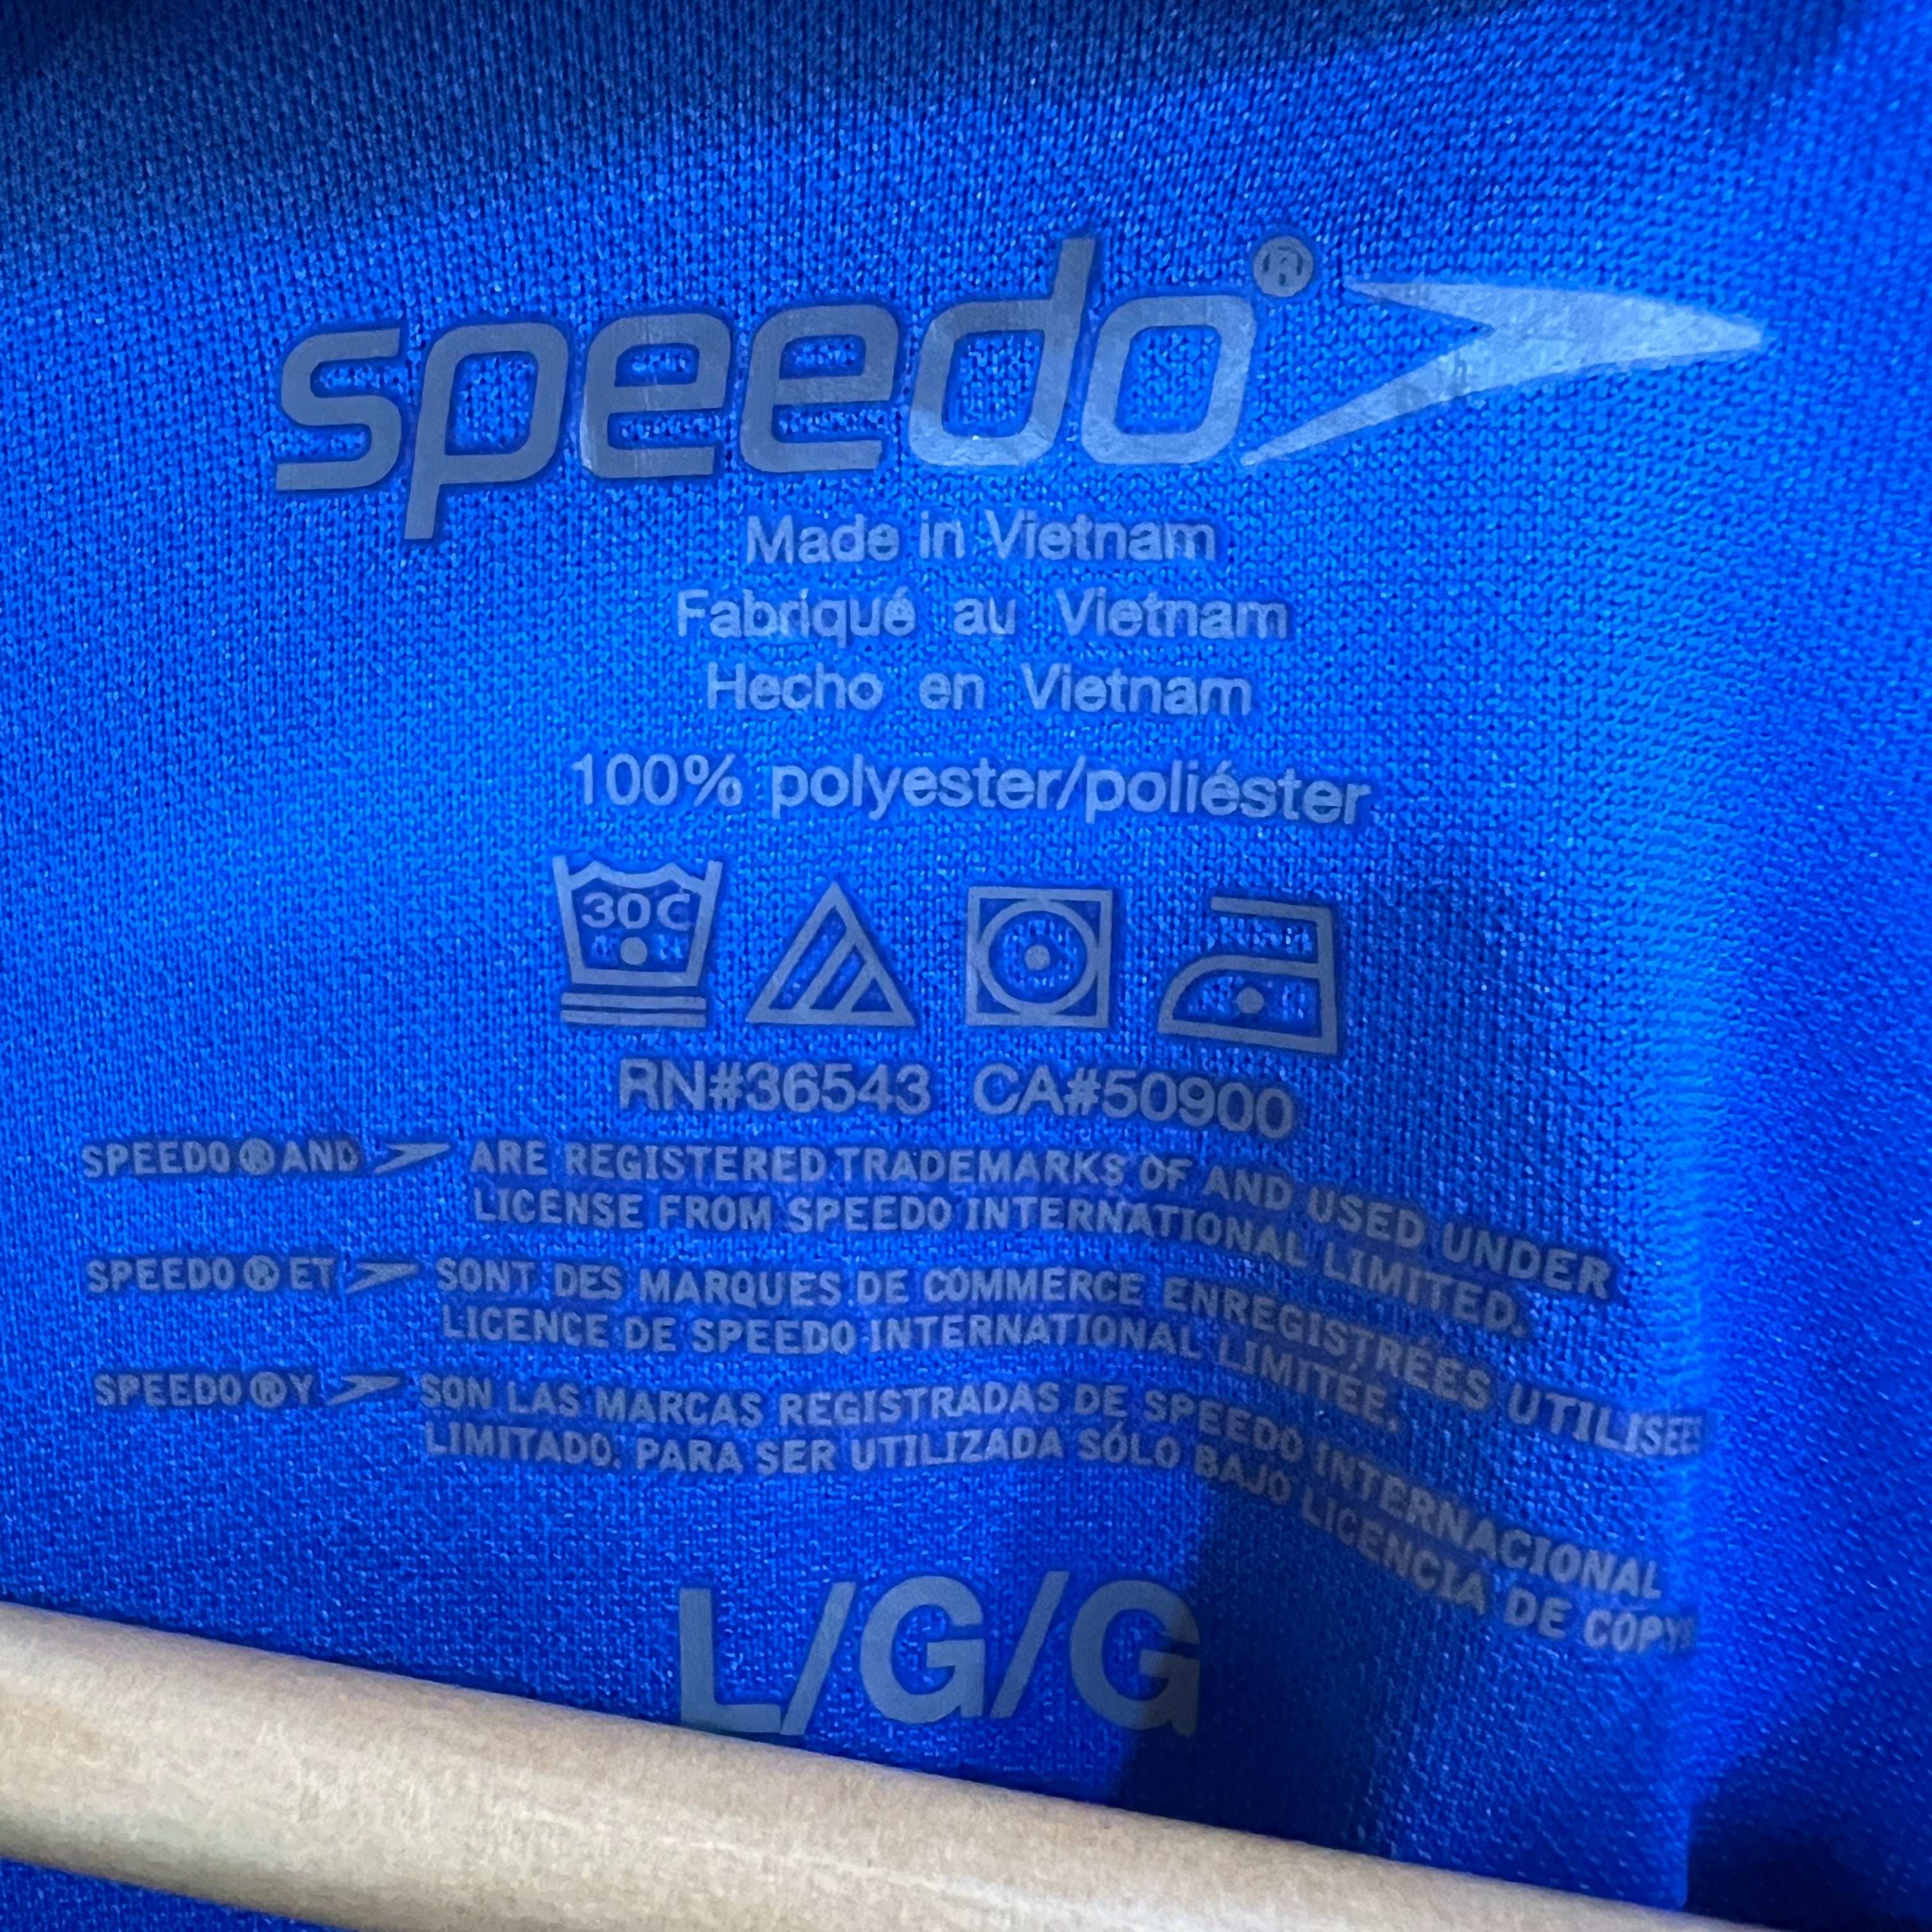 speedo®
Made in Vietnam
Fabriqué au Vietnam
Hecho en Vietnam
100% polyester/poliéster
30C
RN#36543 CA#50900
SPEEDO® AND ARE REGISTERED TRADEMARKS OF AND USED UNDER
LICENSE FROM SPEEDO INTERNATIONAL LIMITED.
SPEEDO® ET SONT DES MARQUES DE COMMERCE ENREGISTRÉES
LICENCE DE SPEEDO INTERNATIONAL LIMITÉE.
SPEEDO® Y SON LAS MARCAS REGISTRADAS DE SPEEDO INTERNACIONAL
LIMITADO. PARA SER UTILIZADA SÓLO BAJO LICENCIA DE
L/G/G